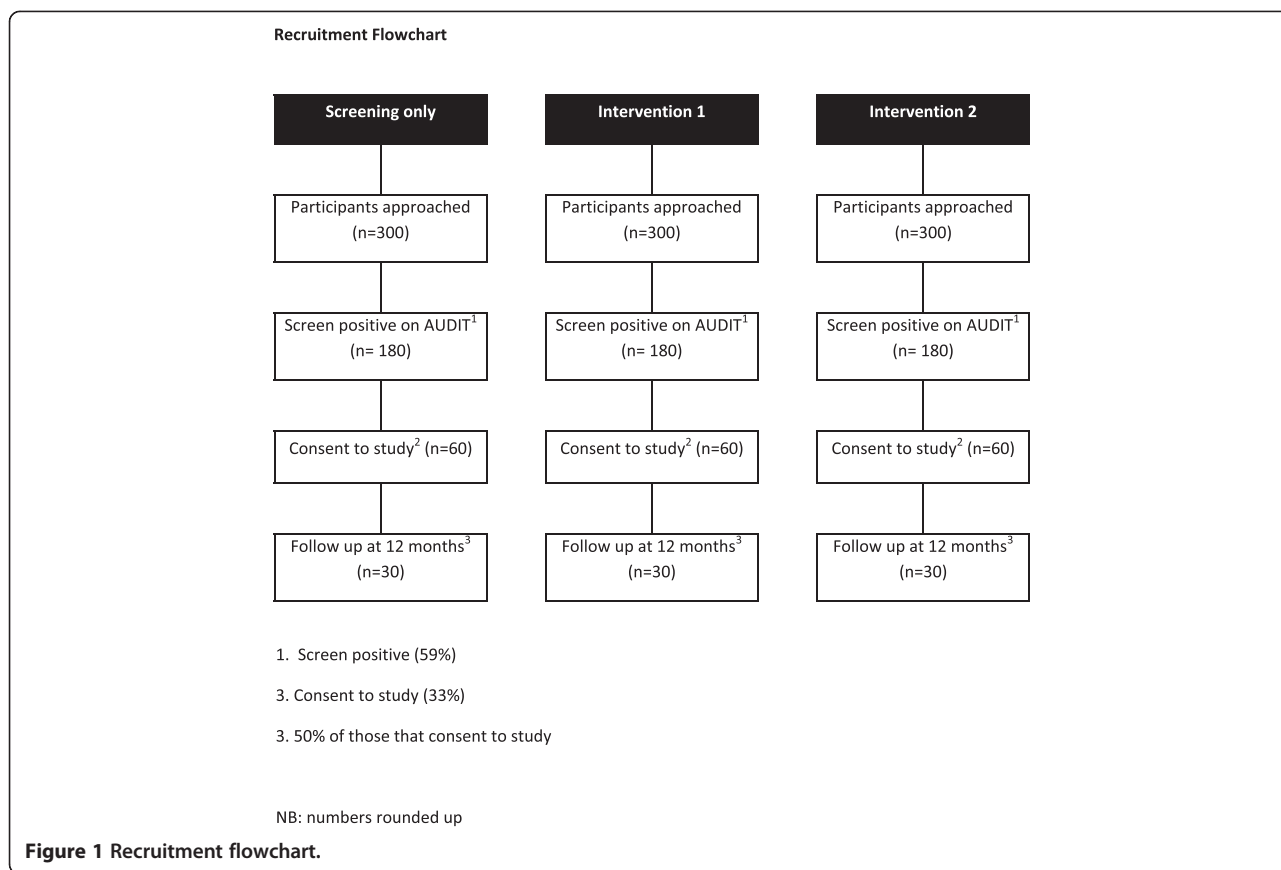 Recruitment Flowchart
Screening only
Intervention 1
Intervention 2
Participants approached
(n=300)
Participants approached
(n=300)
Participants approached
(n=300)
Screen positive on AUDIT1
(n= 180)
Screen positive on AUDIT1
(n= 180)
Screen positive on AUDIT1
(n= 180)
Consent to study2 (n=60)
Consent to study2 (n=60)
Consent to study2 (n=60)
Follow up at 12 months3
(n=30)
Follow up at 12 months3
(n=30)
Follow up at 12 months3
(n=30)
1. Screen positive (59%)
3. Consent to study (33%)
3. 50% of those that consent to study
NB: numbers rounded up
Figure 1 Recruitment flowchart.